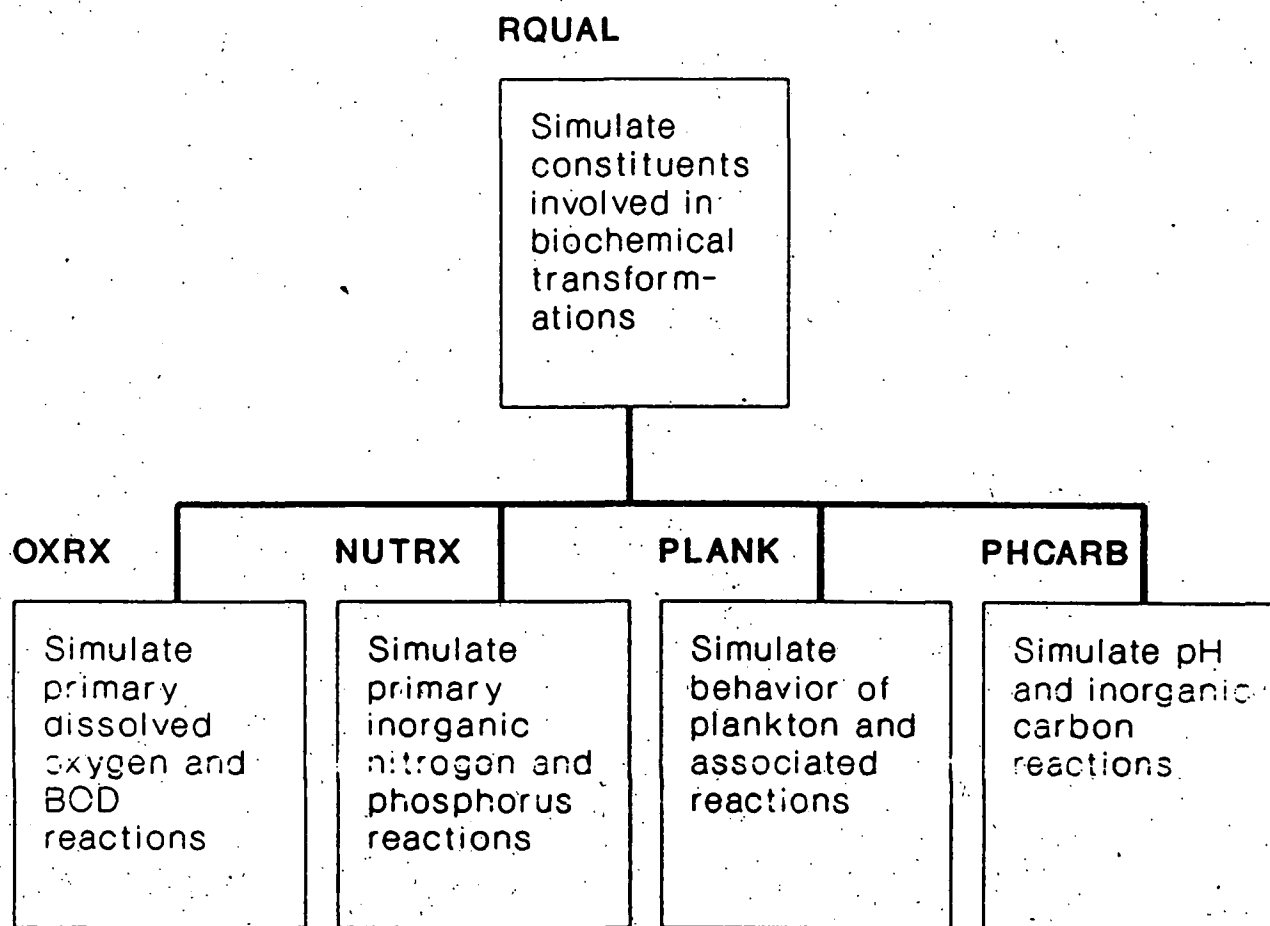 RQUAL
Simulate
constituents
involved in
biochemical
transform-
ations
OXRX
Simulate
primary
dissolved
oxygen and
BOD
reactions
NUTRX
Simulate
primary
inorganic
nitrogen and
phosphorus
reactions
PLANK
Simulate
behavior of
plankton and
associated
reactions
PHCARB
Simulate pH
and inorganic
carbon
reactions